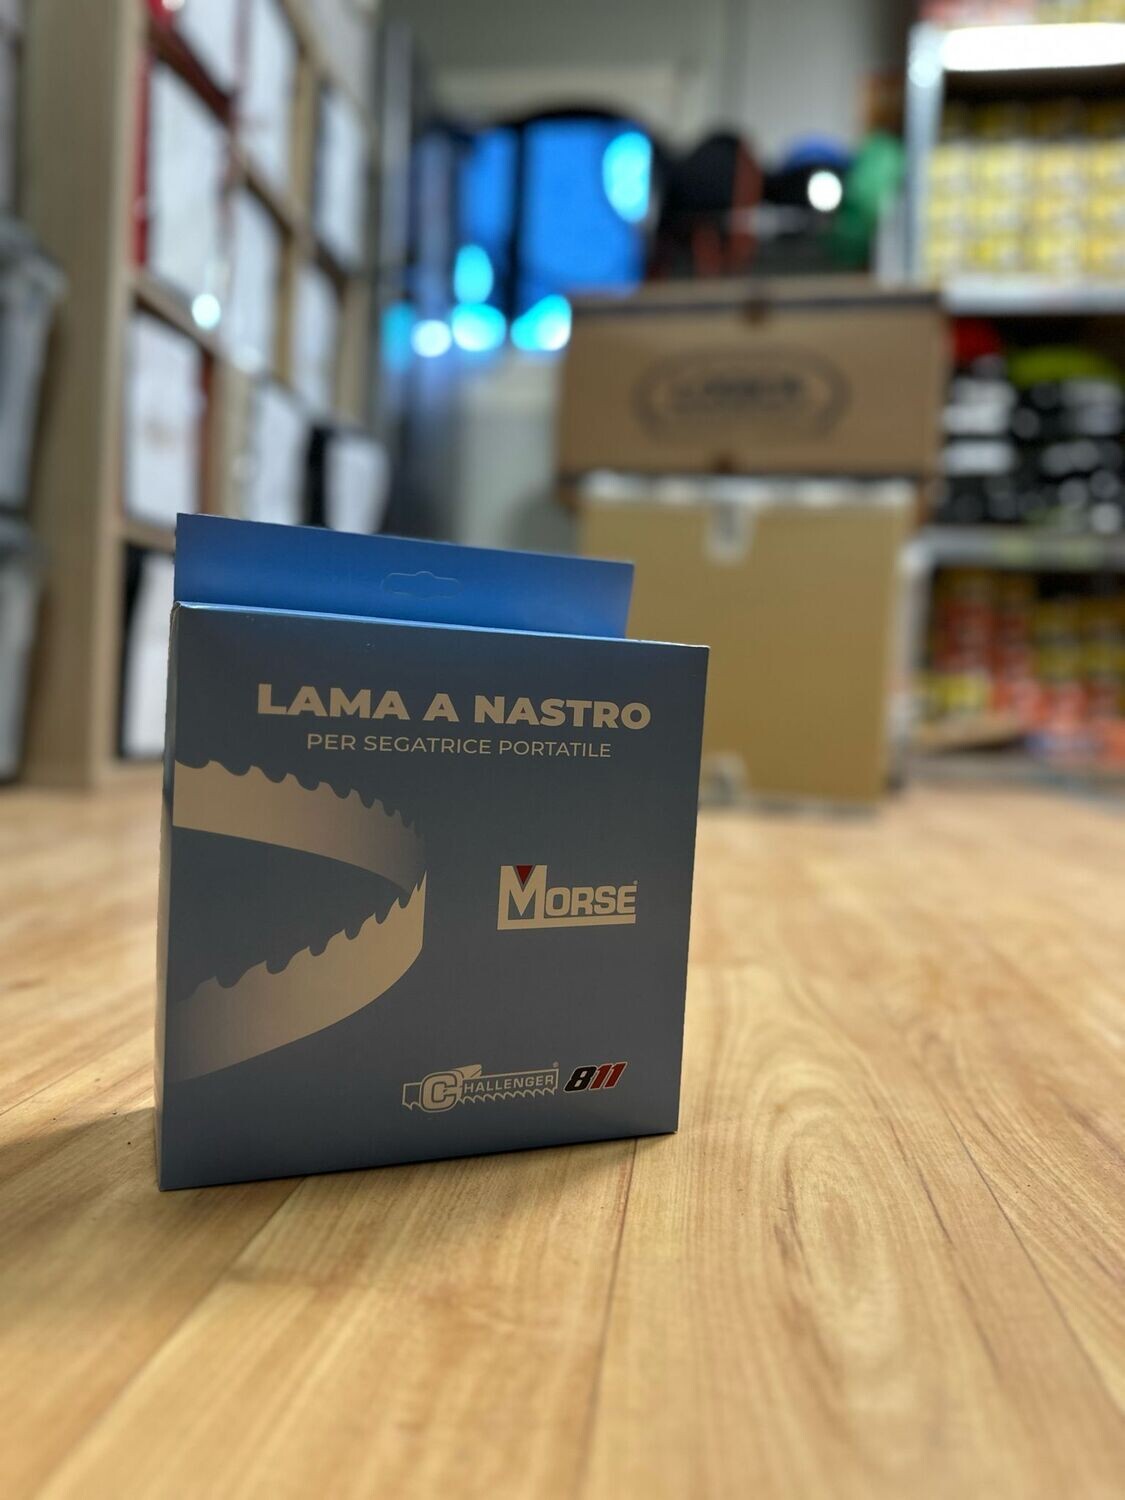 LAMA A NASTRO
PER SEGATRICE PORTATILE
MORSE®
CHALLENGER® 811